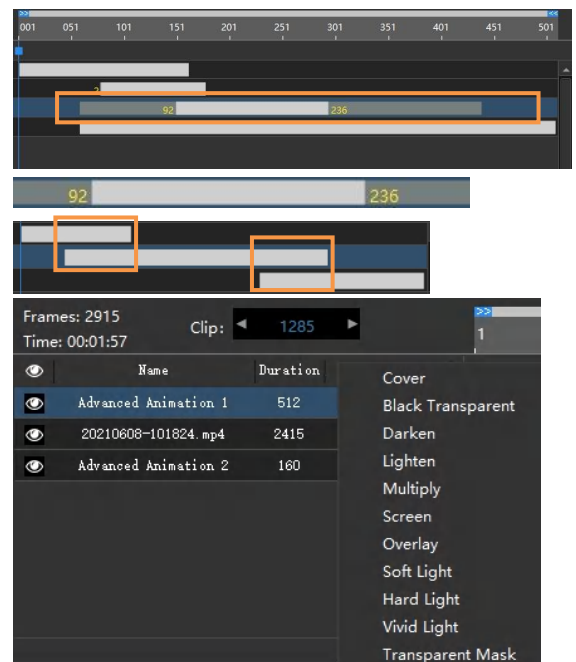 >> <<
001 051 101 151 201 251 301 351 401 451 501
2
92 236
92 236
Frames: 2915
Time: 00:01:57
Clip: ◀ 1285 ▶
>>
1
Name Duration
Advanced Animation 1 512
20210608-101824.mp4 2415
Advanced Animation 2 160
Cover
Black Transparent
Darken
Lighten
Multiply
Screen
Overlay
Soft Light
Hard Light
Vivid Light
Transparent Mask